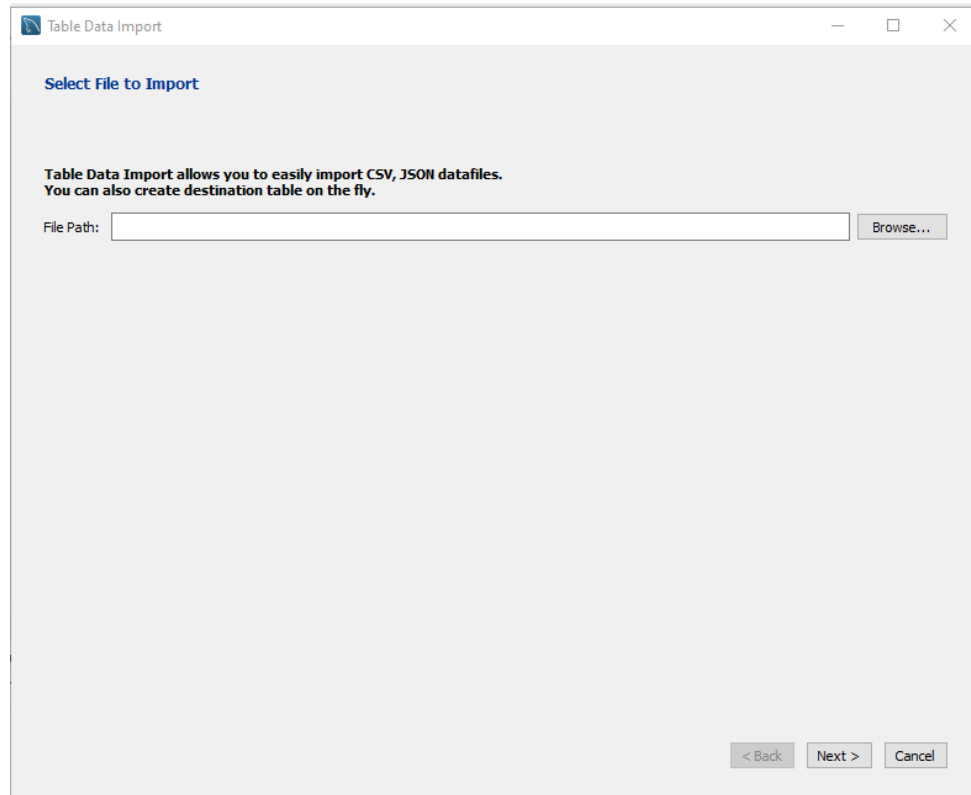 Table Data Import
Select File to Import
Table Data Import allows you to easily import CSV, JSON datafiles.
You can also create destination table on the fly.
File Path:
Browse...
< Back
Next >
Cancel